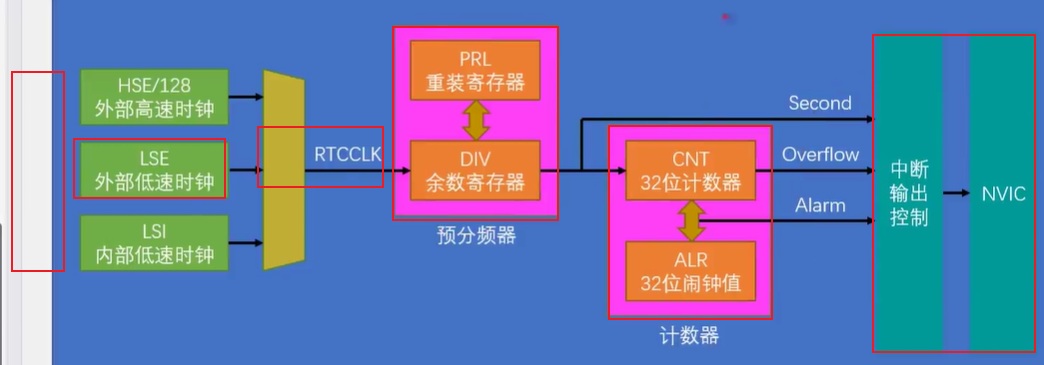 HSE/128
外部高速时钟
LSE
外部低速时钟
LSI
内部低速时钟
RTCCLK
PRL
重装寄存器
DIV
余数寄存器
预分频器
CNT
32位计数器
ALR
32位闹钟值
计数器
Second
Overflow
Alarm
中断
输出
控制
NVIC